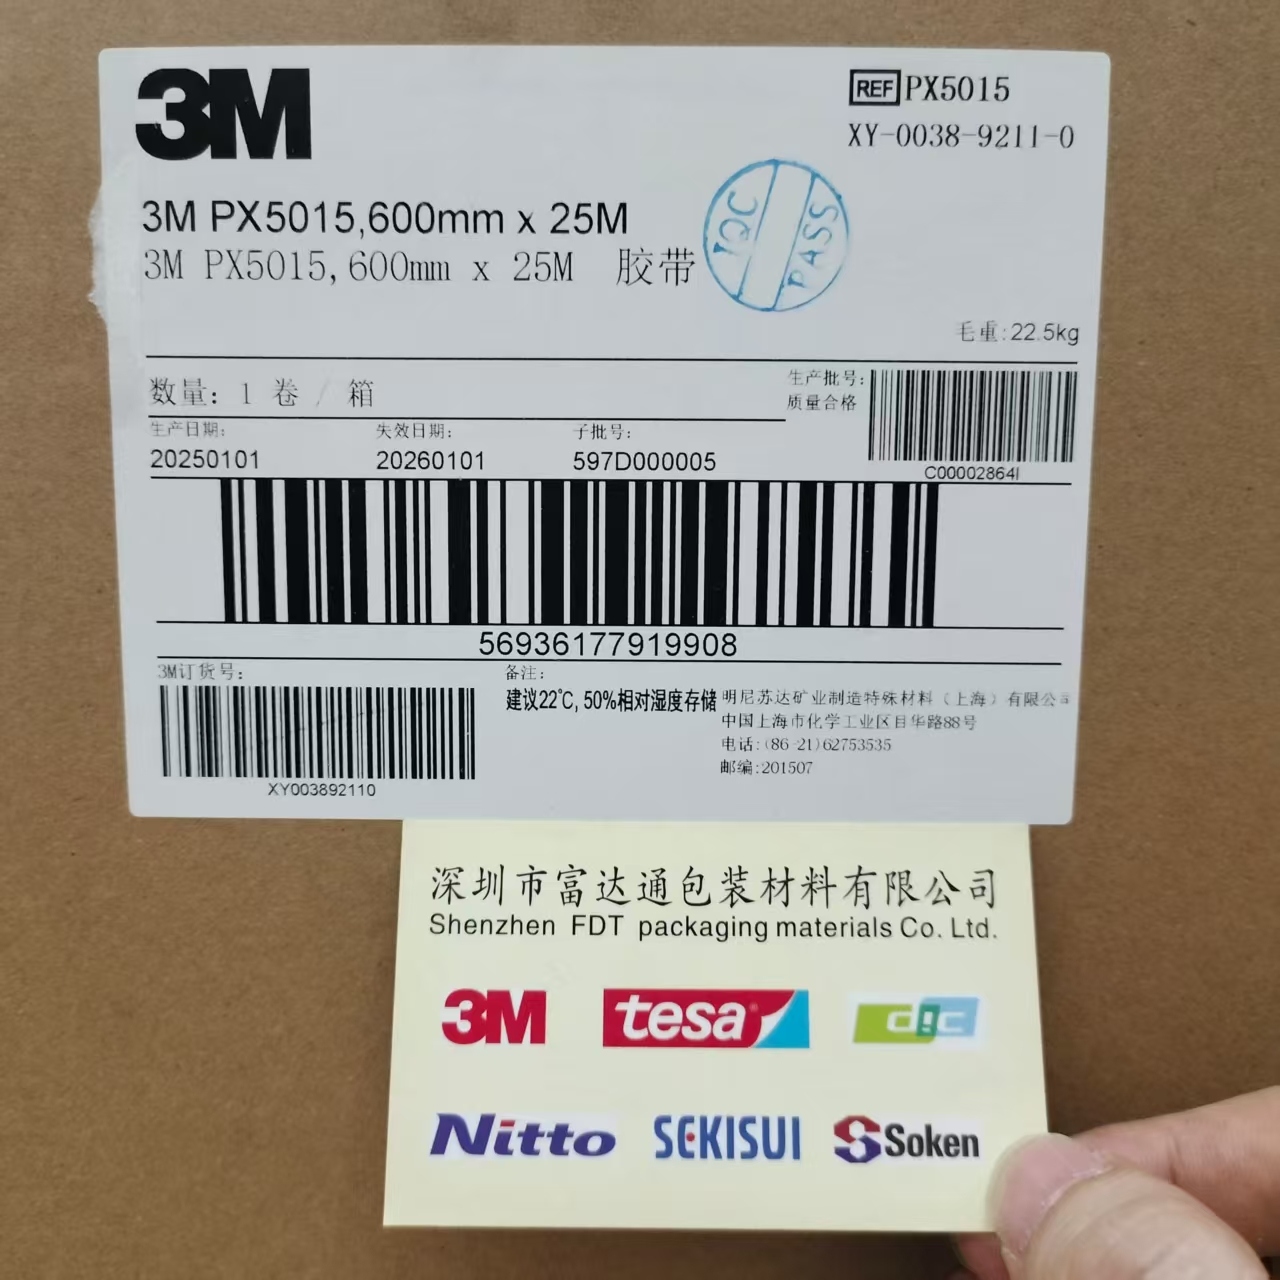 3M
REF PX5015
XY-0038-9211-0
3M PX5015,600mm x 25M
3M PX5015,600mm x 25M 胶带
IQC PASS
毛重:22.5kg
数量: 1 卷 / 箱
生产批号:
质量合格
C00002864I
生产日期: 失效日期: 子批号:
20250101 20260101 597D000005
56936177919908
3M订货号:
XY003892110
备注:
建议22℃, 50%相对湿度存储
明尼苏达矿业制造特殊材料（上海）有限公司
中国上海市化学工业区目华路88号
电话:(86-21)62753535
邮编:201507
深圳市富达通包装材料有限公司
Shenzhen FDT packaging materials Co. Ltd.
3M tesa dic
Nitto SEKISUI Soken